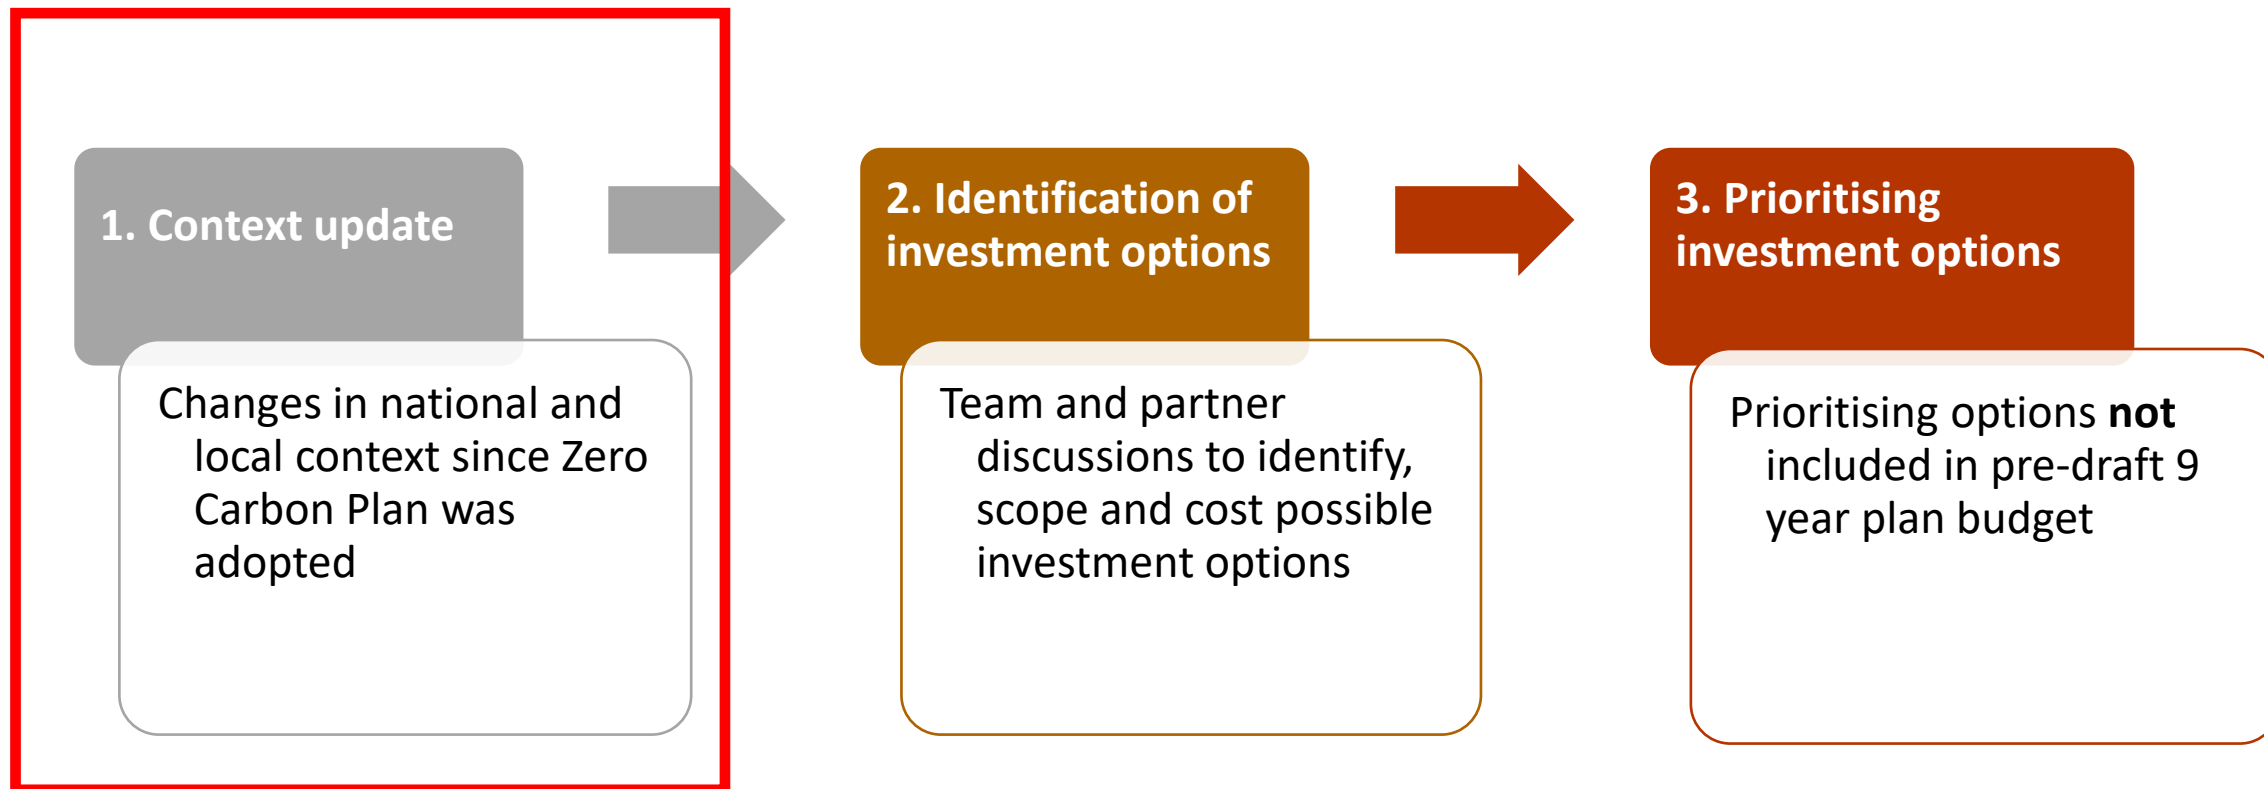 1. Context update
Changes in national and
local context since Zero
Carbon Plan was
adopted
2. Identification of
investment options
Team and partner
discussions to identify,
scope and cost possible
investment options
3. Prioritising
investment options
Prioritising options not
included in pre-draft 9
year plan budget